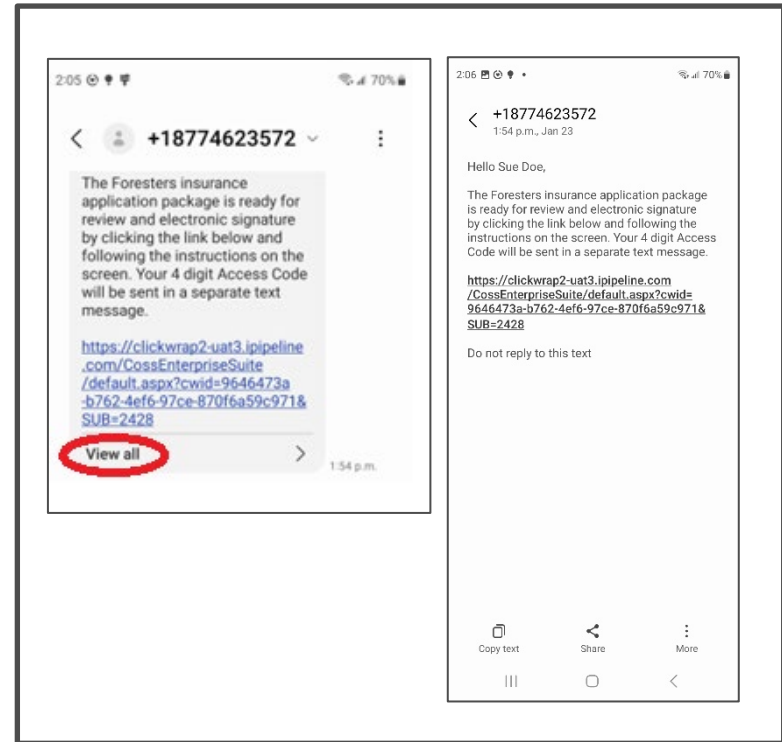 2:05
70%
+18774623572
The Foresters insurance
application package is ready for
review and electronic signature
by clicking the link below and
following the instructions on the
screen. Your 4 digit Access Code
will be sent in a separate text
message.
https://clickwrap2-uat3.ipipeline
.com/CossEnterpriseSuite
/default.aspx?cwid=9646473a
-b762-4ef6-97ce-870f6a59c971&
SUB=2428
View all
1:54 p.m.
2:06
70%
+18774623572
1:54 p.m., Jan 23
Hello Sue Doe,
The Foresters insurance application package
is ready for review and electronic signature
by clicking the link below and following the
instructions on the screen. Your 4 digit Access
Code will be sent in a separate text message.
https://clickwrap2-uat3.ipipeline.com
/CossEnterpriseSuite/default.aspx?cwid=
9646473a-b762-4ef6-97ce-870f6a59c971&
SUB=2428
Do not reply to this text
Copy text
Share
More